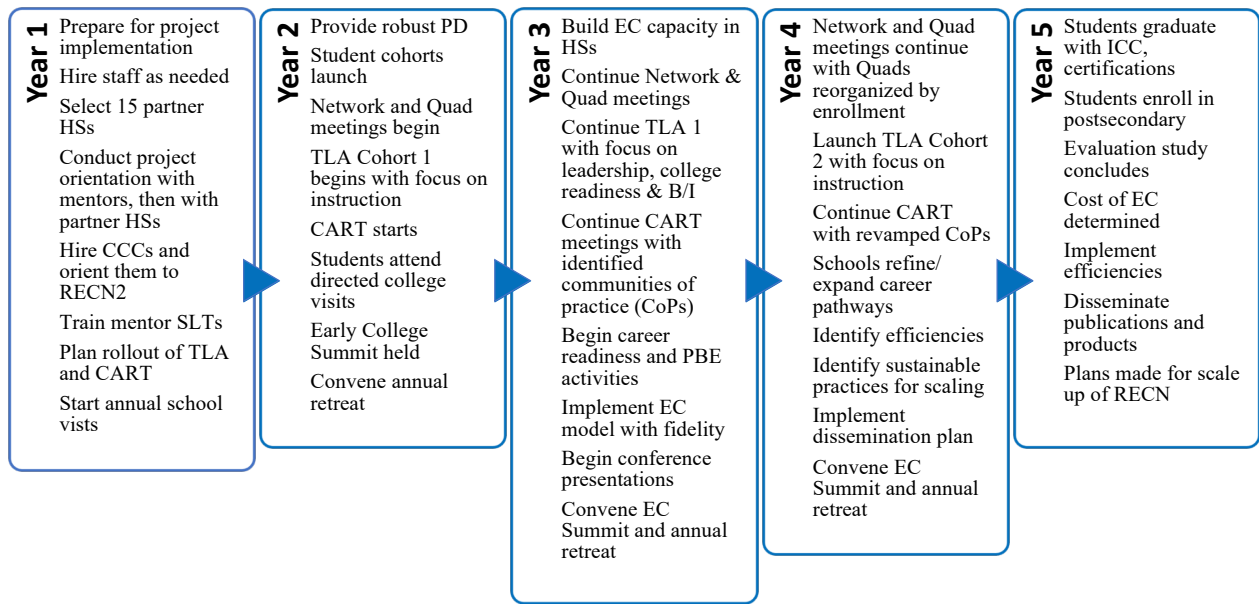 Year 1
Prepare for project
implementation
Hire staff as needed
Select 15 partner
HSs
Conduct project
orientation with
mentors, then with
partner HSs
Hire CCCs and
orient them to
RECN2
Train mentor SLTs
Plan rollout of TLA
and CART
Start annual school
vists
Year 2
Provide robust PD
Student cohorts
launch
Network and Quad
meetings begin
TLA Cohort 1
begins with focus on
instruction
CART starts
Students attend
directed college
visits
Early College
Summit held
Convene annual
retreat
Year 3
Build EC capacity in
HSs
Continue Network &
Quad meetings
Continue TLA 1
with focus on
leadership, college
readiness & B/I
Continue CART
meetings with
identified
communities of
practice (CoPs)
Begin career
readiness and PBE
activities
Implement EC
model with fidelity
Begin conference
presentations
Convene EC
Summit and annual
retreat
Year 4
Network and Quad
meetings continue
with Quads
reorganized by
enrollment
Launch TLA Cohort
2 with focus on
instruction
Continue CART
with revamped CoPs
Schools refine/
expand career
pathways
Identify efficiencies
Identify sustainable
practices for scaling
Implement
dissemination plan
Convene EC
Summit and annual
retreat
Year 5
Students graduate
with ICC,
certifications
Students enroll in
postsecondary
Evaluation study
concludes
Cost of EC
determined
Implement
efficiencies
Disseminate
publications and
products
Plans made for scale
up of RECN